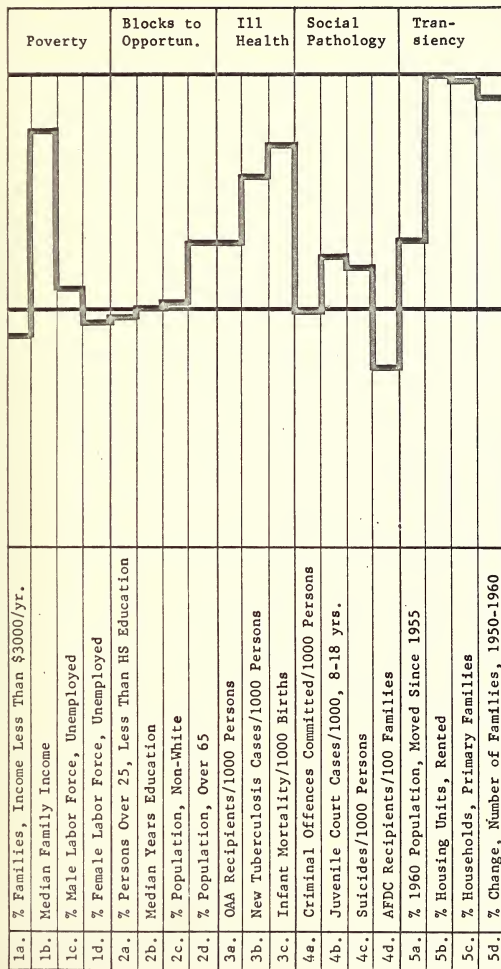 Poverty
Blocks to
Opportun.
Ill
Health
Social
Pathology
Tran-
siency
1a. % Families, Income Less Than $3000/yr.
1b. Median Family Income
1c. % Male Labor Force, Unemployed
1d. % Female Labor Force, Unemployed
2a. % Persons Over 25, Less Than HS Education
2b. Median Years Education
2c. % Population, Non-White
2d. % Population, Over 65
3a. OAA Recipients/1000 Persons
3b. New Tuberculosis Cases/1000 Persons
3c. Infant Mortality/1000 Births
4a. Criminal Offences Committed/1000 Persons
4b. Juvenile Court Cases/1000, 8-18 yrs.
4c. Suicides/1000 Persons
4d. AFDC Recipients/100 Families
5a. % 1960 Population, Moved Since 1955
5b. % Housing Units, Rented
5c. % Households, Primary Families
5d. % Change, Number of Families, 1950-1960